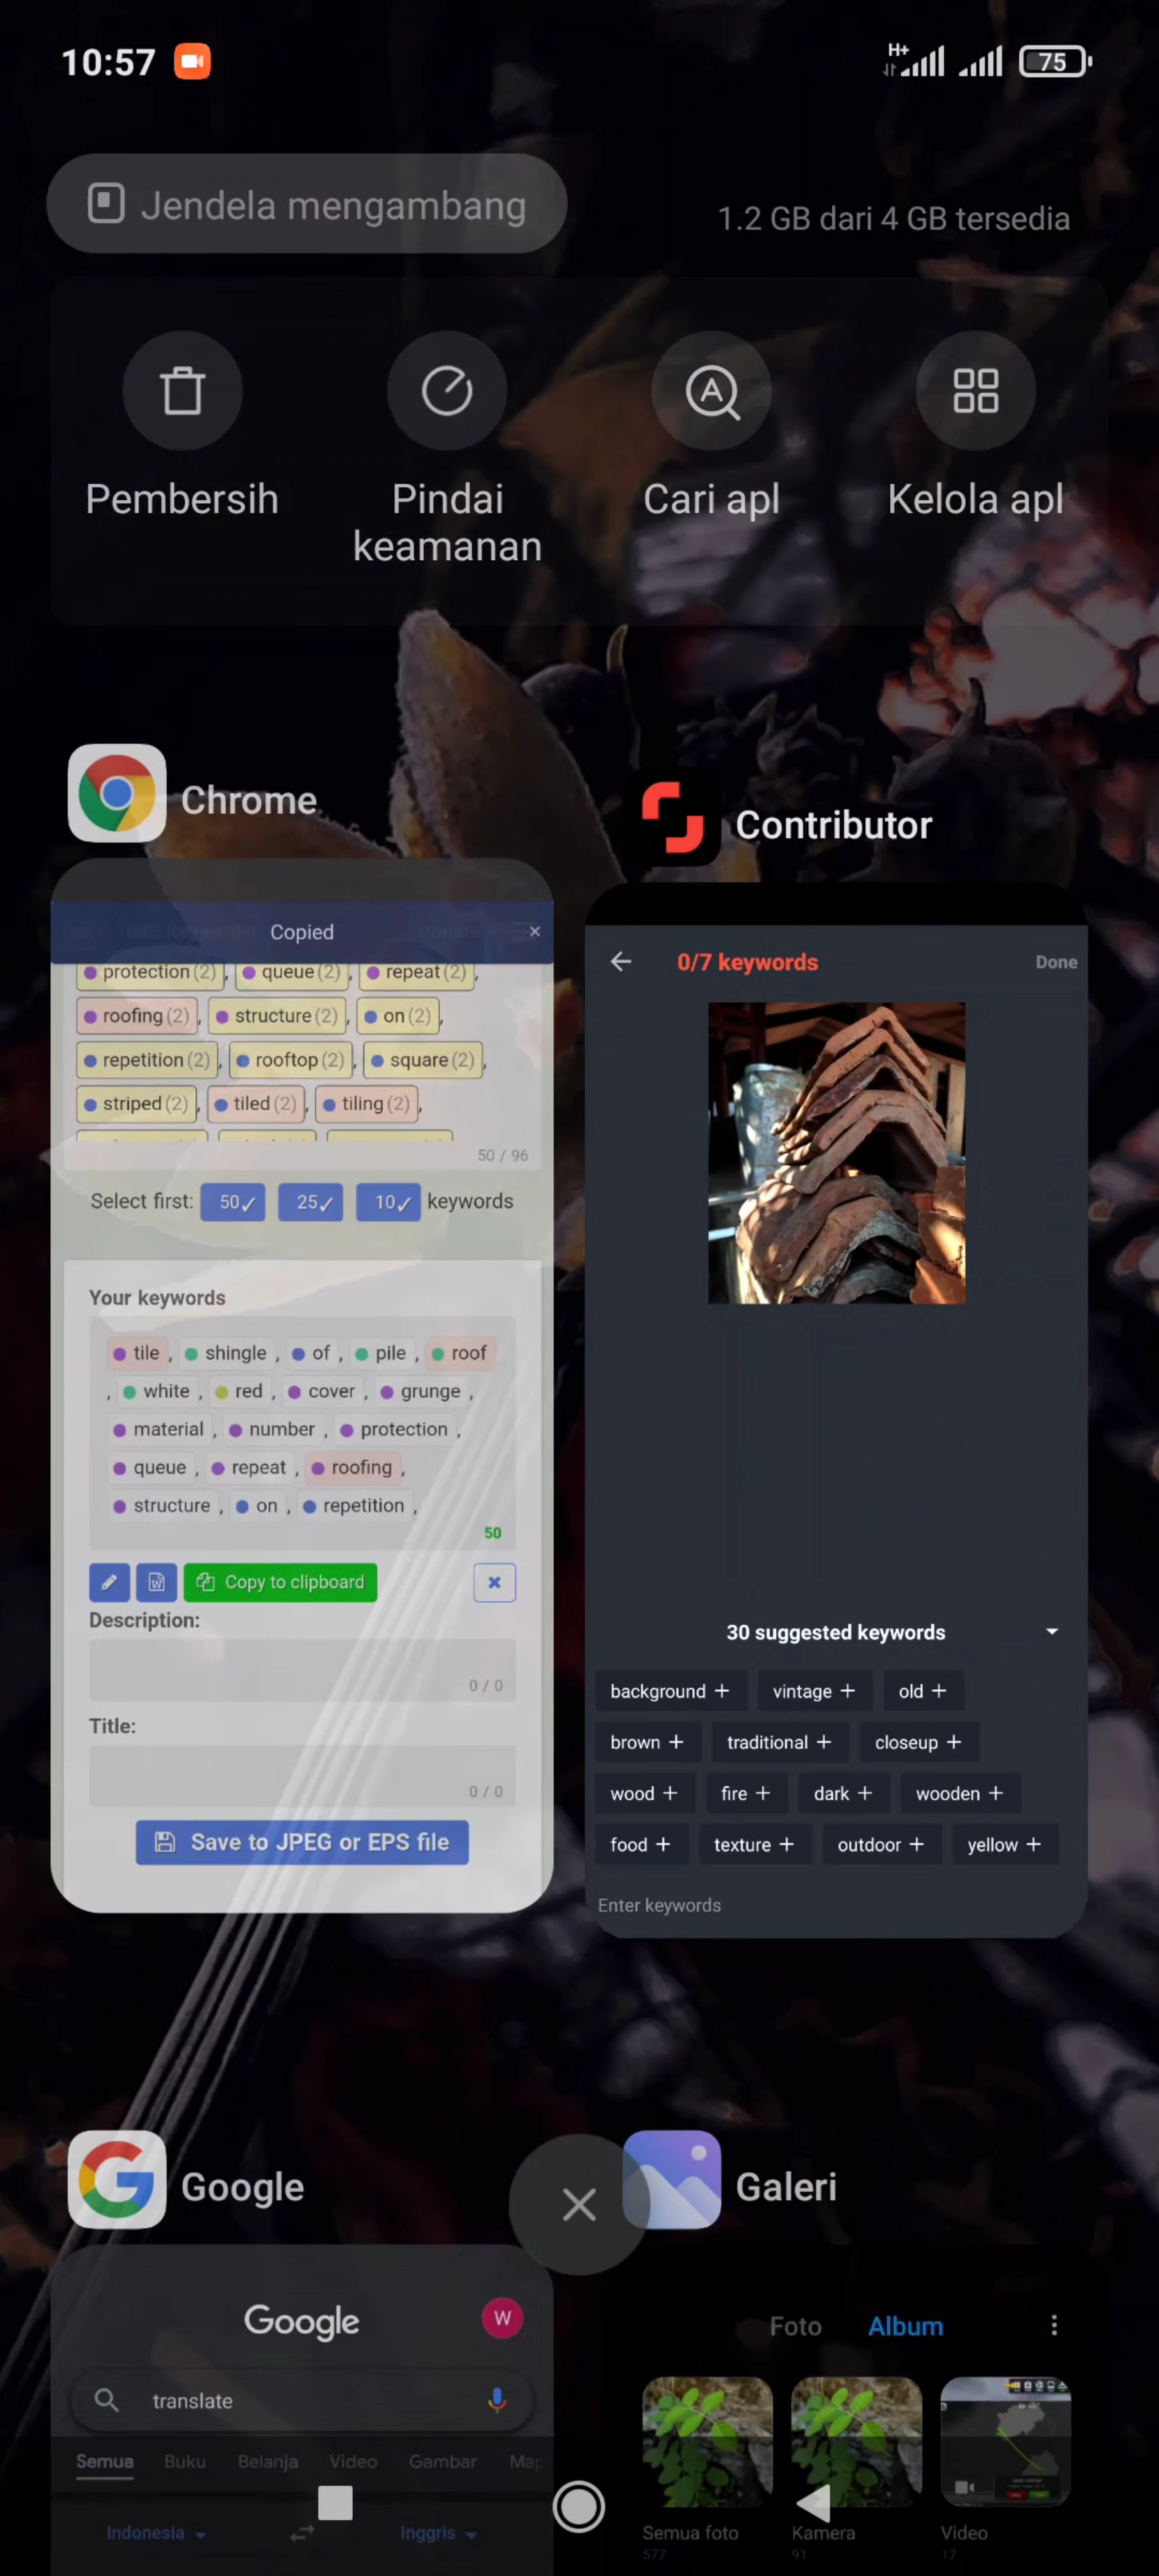 10:57
H+
75
Jendela mengambang
1.2 GB dari 4 GB tersedia
Pembersih
Pindai keamanan
Cari apl
Kelola apl
Chrome
Copied
protection (2), queue (2), repeat (2),
roofing (2), structure (2), on (2),
repetition (2), rooftop (2), square (2),
striped (2), tiled (2), tiling (2),
50 / 96
Select first: 50✓ 25✓ 10✓ keywords
Your keywords
tile, shingle, of, pile, roof
, white, red, cover, grunge,
material, number, protection,
queue, repeat, roofing,
structure, on, repetition,
50
Copy to clipboard
Description:
0 / 0
Title:
0 / 0
Save to JPEG or EPS file
Contributor
0/7 keywords
Done
30 suggested keywords
background + vintage + old +
brown + traditional + closeup +
wood + fire + dark + wooden +
food + texture + outdoor + yellow +
Enter keywords
Google
Google
W
translate
Semua Buku Belanja Video Gambar Map
Indonesia Inggris
Galeri
Foto Album
Semua foto Kamera Video
577 91 17